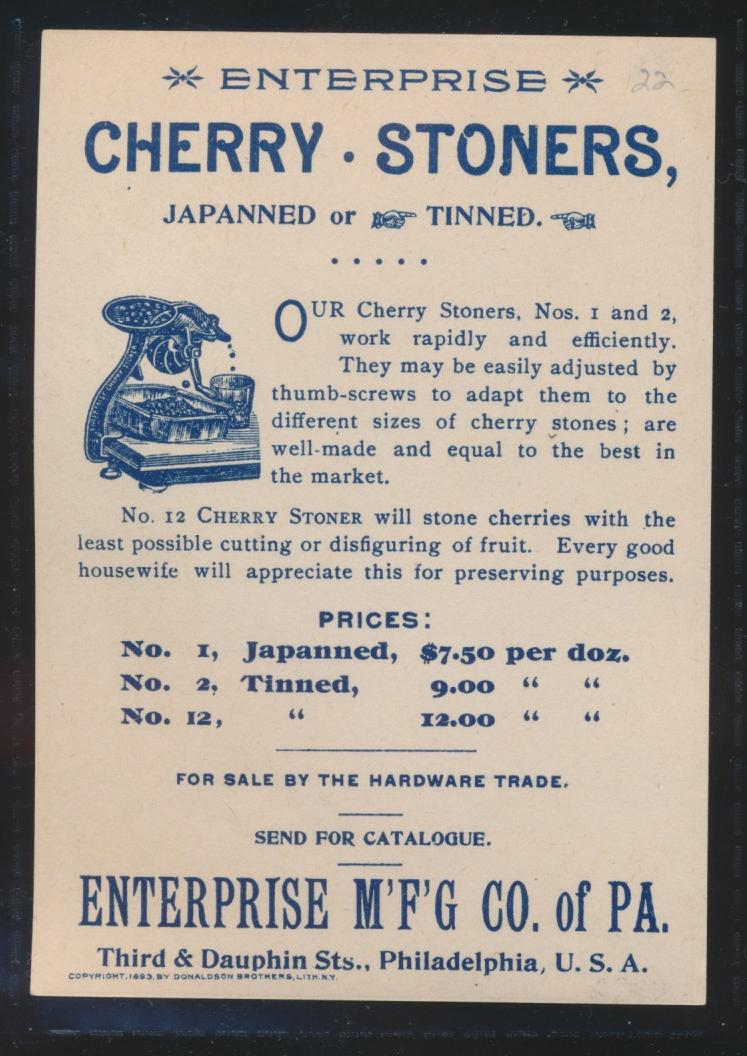 ENTERPRISE
22
CHERRY · STONERS,
JAPANNED or TINNED.
OUR Cherry Stoners, Nos. 1 and 2,
work rapidly and efficiently.
They may be easily adjusted by
thumb-screws to adapt them to the
different sizes of cherry stones; are
well-made and equal to the best in
the market.
No. 12 CHERRY STONER will stone cherries with the
least possible cutting or disfiguring of fruit. Every good
housewife will appreciate this for preserving purposes.
PRICES:
No. 1, Japanned, $7.50 per doz.
No. 2, Tinned, 9.00 “ “
No. 12, “ 12.00 “ “
FOR SALE BY THE HARDWARE TRADE.
SEND FOR CATALOGUE.
ENTERPRISE M'F'G CO. of PA.
Third & Dauphin Sts., Philadelphia, U. S. A.
COPYRIGHT, 1893, BY DONALDSON BROTHERS, LITH. N.Y.